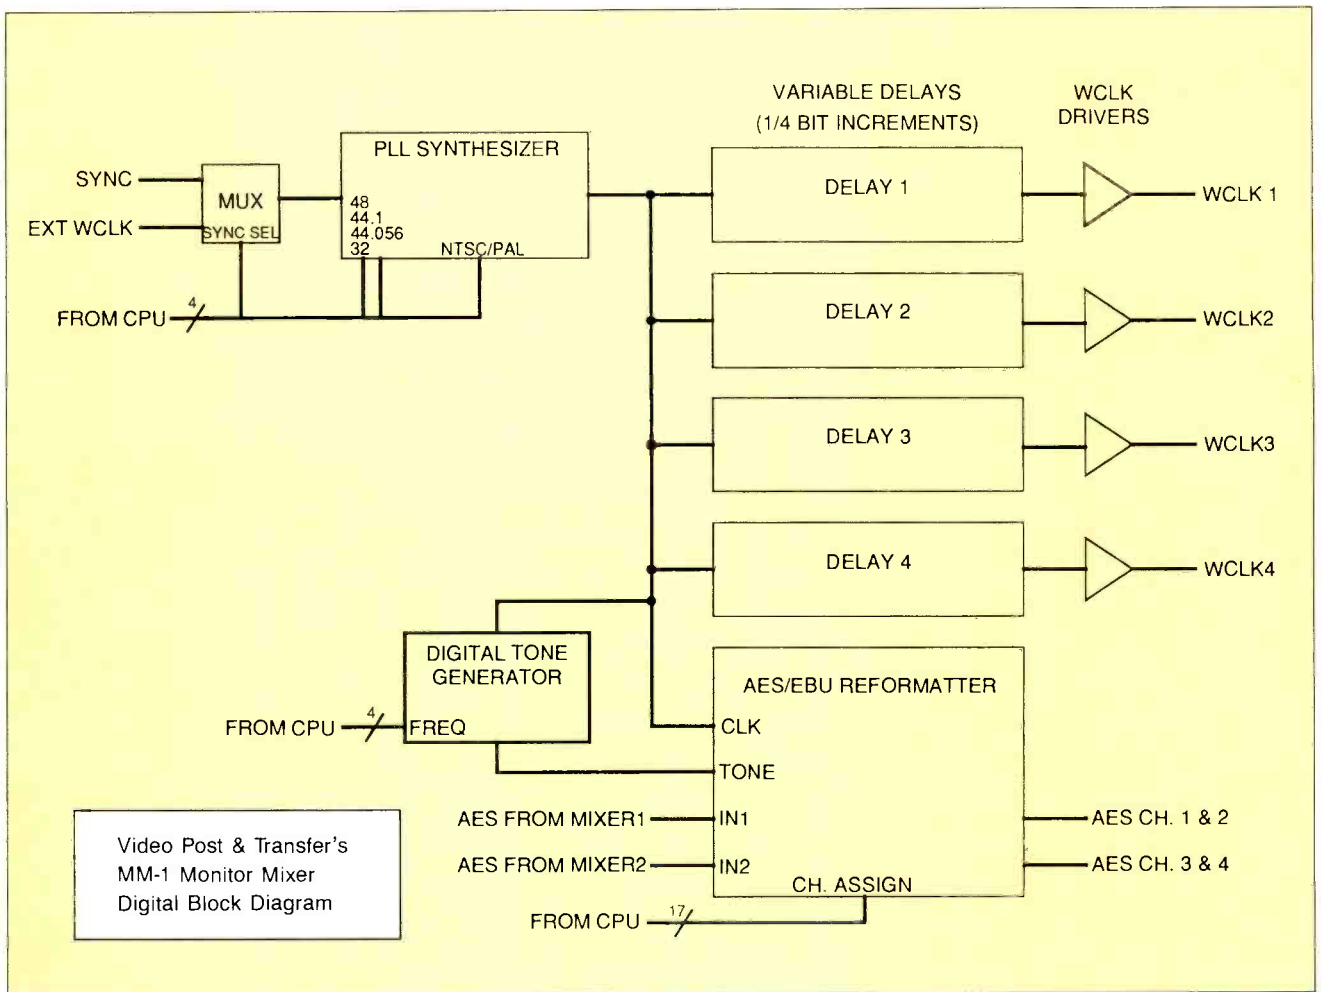 VARIABLE DELAYS
(1/4 BIT INCREMENTS)
WCLK
DRIVERS
PLL SYNTHESIZER
SYNC
MUX
EXT WCLK
SYNC SEL
48
44.1
44.056
32
NTSC/PAL
FROM CPU
4
DELAY 1
WCLK 1
DELAY 2
WCLK2
DELAY 3
WCLK3
DELAY 4
WCLK4
DIGITAL TONE
GENERATOR
FROM CPU
4
FREQ
AES/EBU REFORMATTER
CLK
TONE
AES FROM MIXER1
IN1
AES CH. 1 & 2
AES FROM MIXER2
IN2
AES CH. 3 & 4
CH. ASSIGN
FROM CPU
17
Video Post & Transfer's
MM-1 Monitor Mixer
Digital Block Diagram